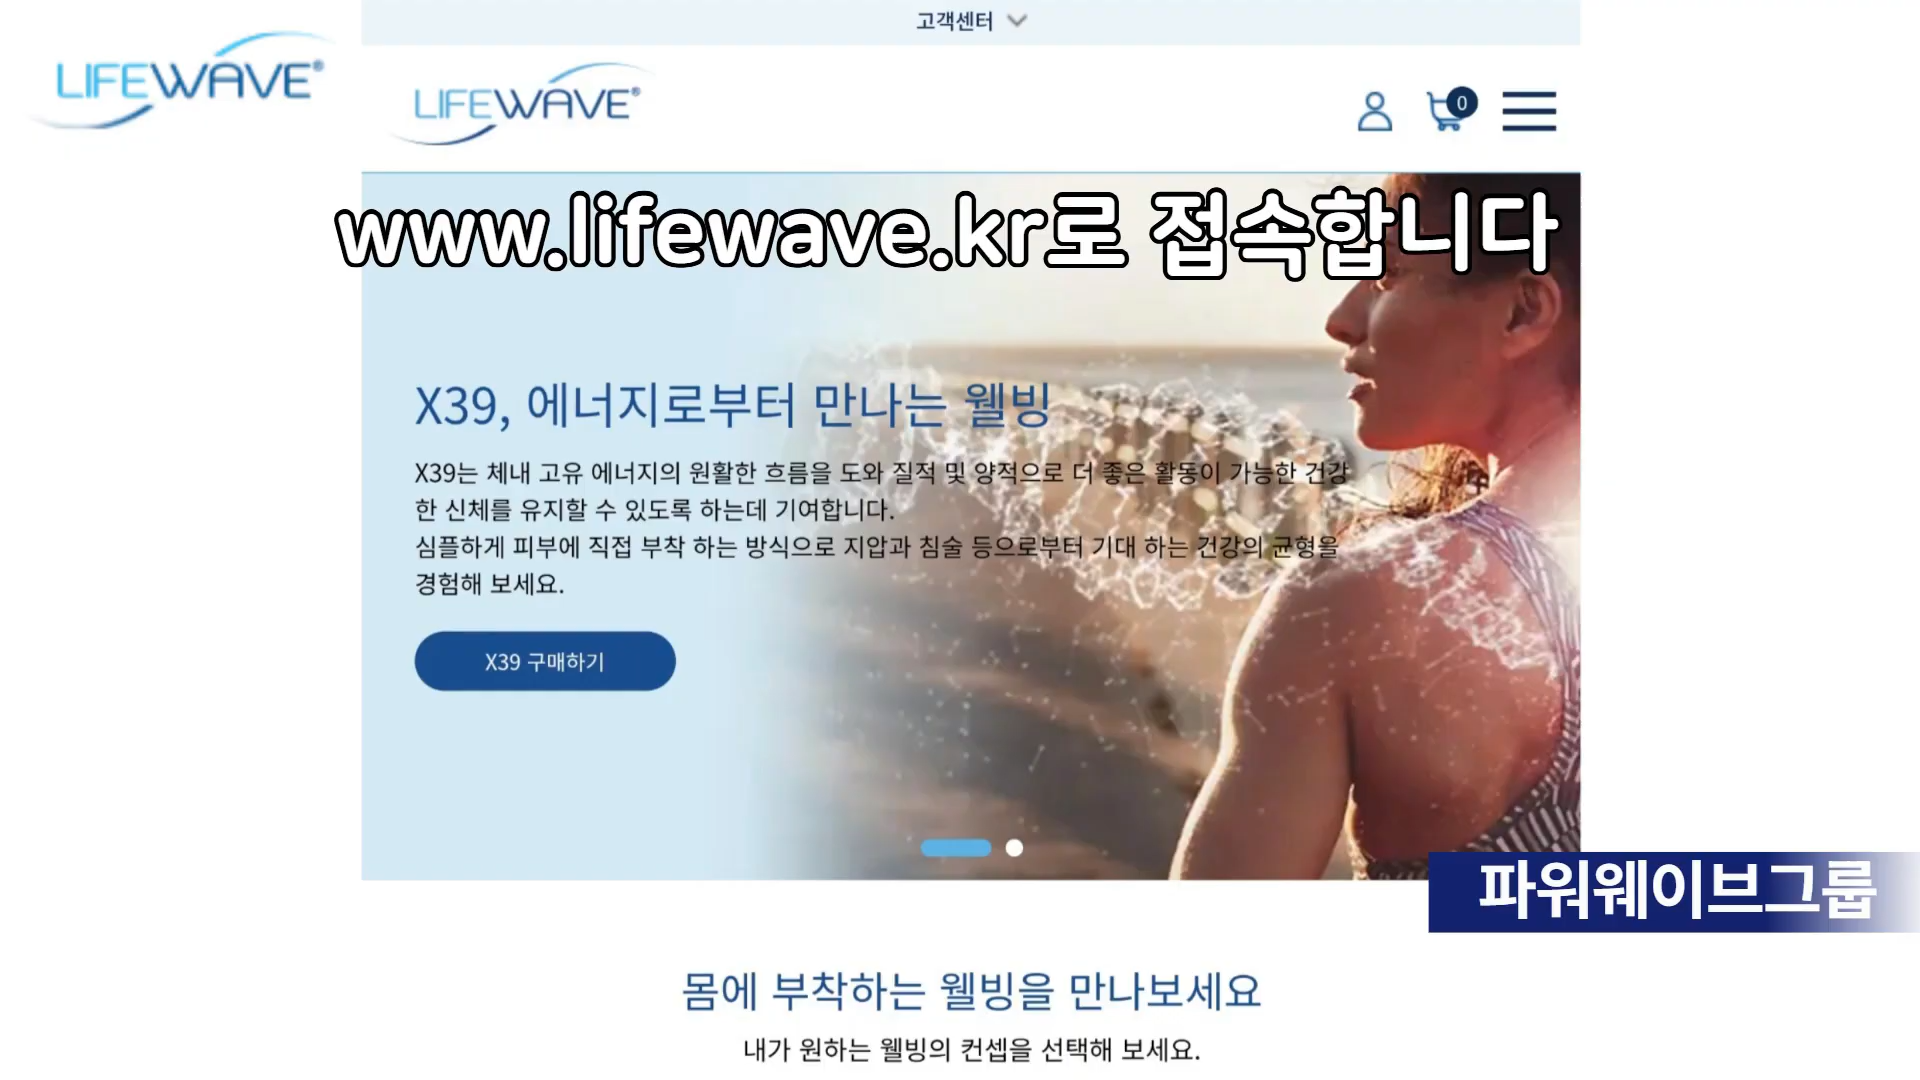 LIFEWAVE®
고객센터
LIFEWAVE®
0
www.lifewave.kr로 접속합니다
X39, 에너지로부터 만나는 웰빙
X39는 체내 고유 에너지의 원활한 흐름을 도와 질적 및 양적으로 더 좋은 활동이 가능한 건강
한 신체를 유지할 수 있도록 하는데 기여합니다.
심플하게 피부에 직접 부착 하는 방식으로 지압과 침술 등으로부터 기대 하는 건강의 균형을
경험해 보세요.
X39 구매하기
파워웨이브그룹
몸에 부착하는 웰빙을 만나보세요
내가 원하는 웰빙의 컨셉을 선택해 보세요.